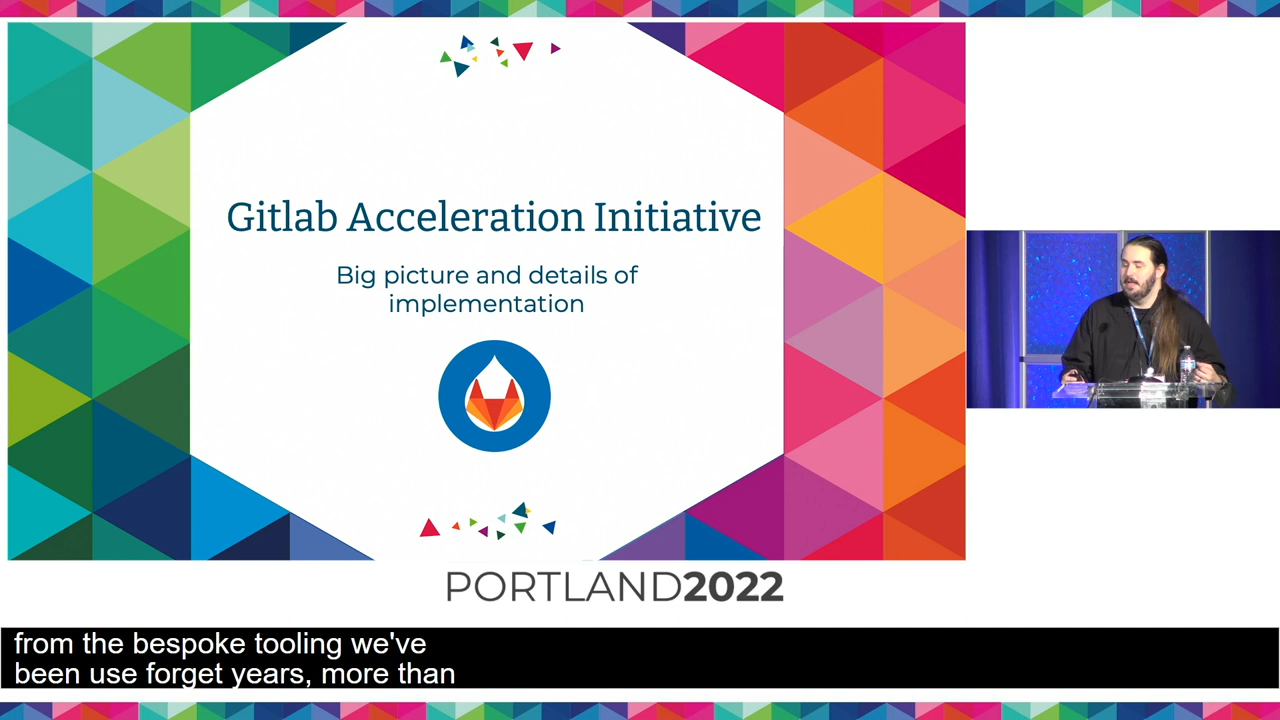 Gitlab Acceleration Initiative
Big picture and details of
implementation
PORTLAND2022
from the bespoke tooling we've
been use forget years, more than